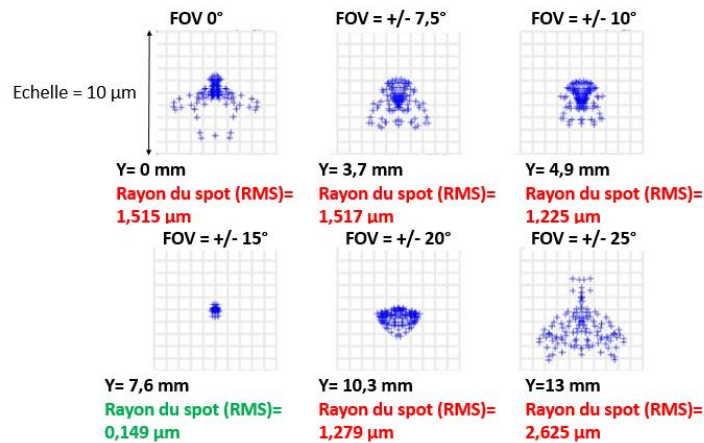 FOV 0°
FOV = +/- 7,5°
FOV = +/- 10°
Echelle = 10 µm
Y= 0 mm
Rayon du spot (RMS)=
1,515 µm
Y= 3,7 mm
Rayon du spot (RMS)=
1,517 µm
Y= 4,9 mm
Rayon du spot (RMS)=
1,225 µm
FOV = +/- 15°
FOV = +/- 20°
FOV = +/- 25°
Y= 7,6 mm
Rayon du spot (RMS)=
0,149 µm
Y= 10,3 mm
Rayon du spot (RMS)=
1,279 µm
Y=13 mm
Rayon du spot (RMS)=
2,625 µm